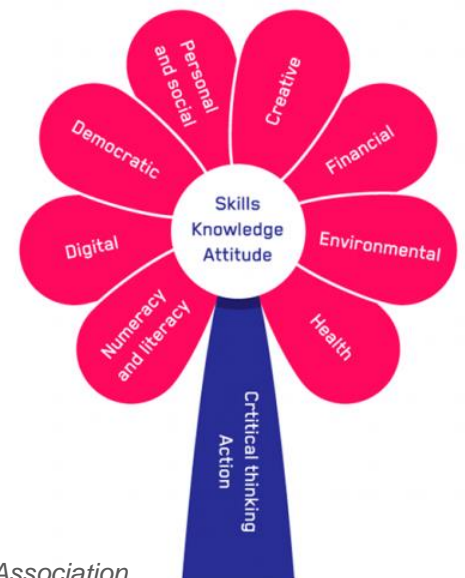 Personal
and social
Creative
Democratic
Financial
Skills
Knowledge
Attitude
Digital
Environmental
Numeracy
and literacy
Health
Crtitical thinking
Action
Association